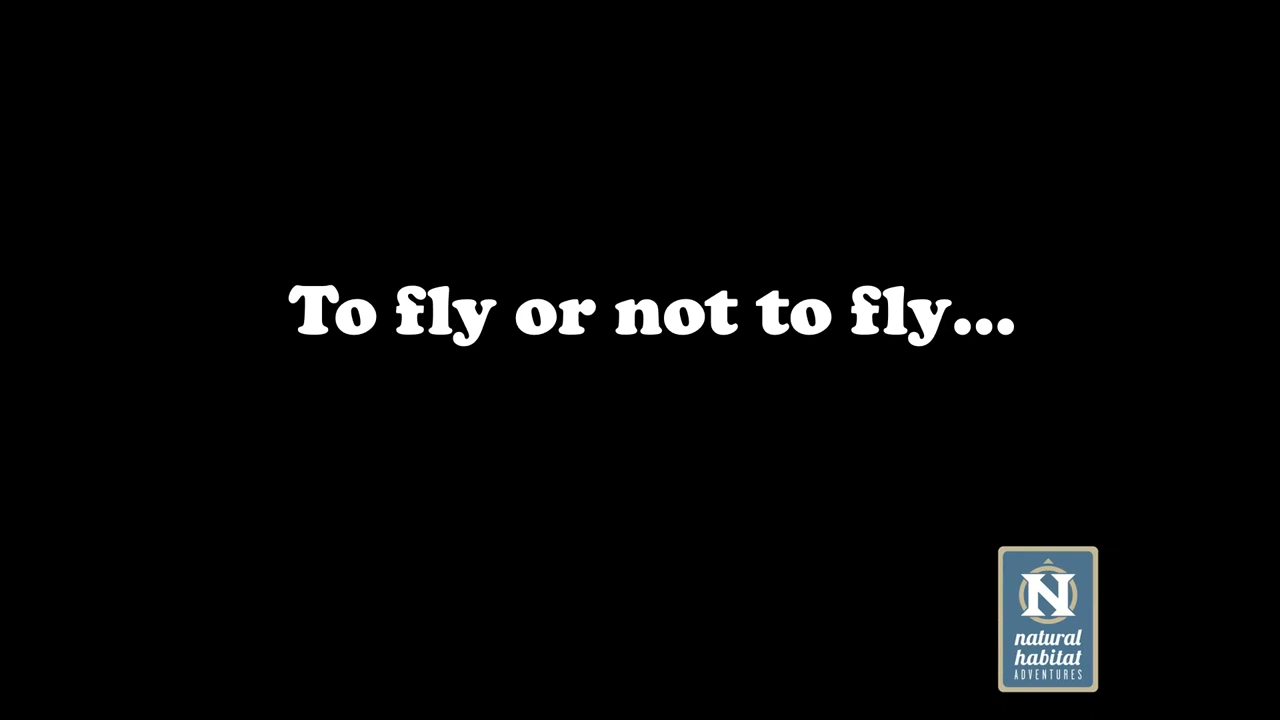 To fly or not to fly...
N
natural
habitat
ADVENTURES